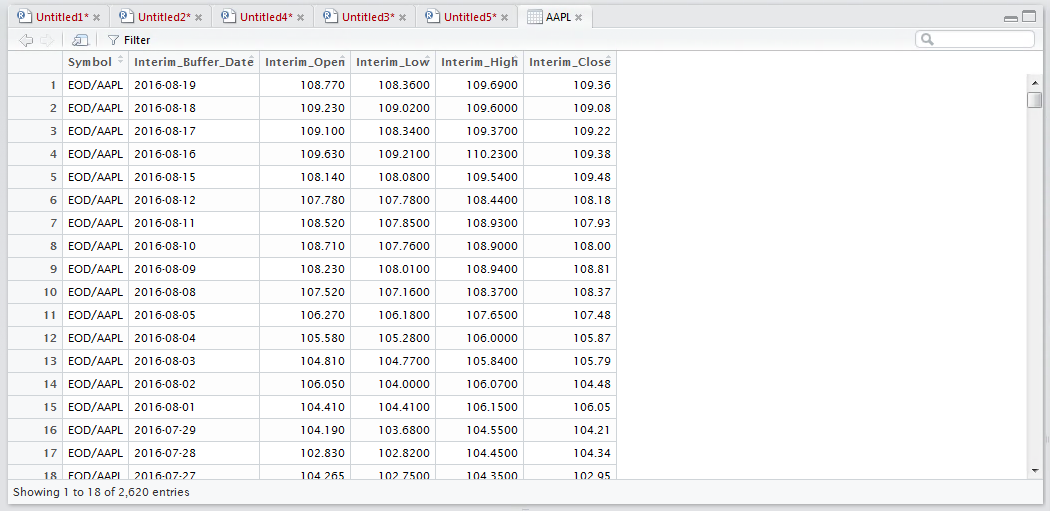 Untitled1* Untitled2* Untitled4* Untitled3* Untitled5* AAPL
Filter
Symbol Interim_Buffer_Date Interim_Open Interim_Low Interim_High Interim_Close
1 EOD/AAPL 2016-08-19 108.770 108.3600 109.6900 109.36
2 EOD/AAPL 2016-08-18 109.230 109.0200 109.6000 109.08
3 EOD/AAPL 2016-08-17 109.100 108.3400 109.3700 109.22
4 EOD/AAPL 2016-08-16 109.630 109.2100 110.2300 109.38
5 EOD/AAPL 2016-08-15 108.140 108.0800 109.5400 109.48
6 EOD/AAPL 2016-08-12 107.780 107.7800 108.4400 108.18
7 EOD/AAPL 2016-08-11 108.520 107.8500 108.9300 107.93
8 EOD/AAPL 2016-08-10 108.710 107.7600 108.9000 108.00
9 EOD/AAPL 2016-08-09 108.230 108.0100 108.9400 108.81
10 EOD/AAPL 2016-08-08 107.520 107.1600 108.3700 108.37
11 EOD/AAPL 2016-08-05 106.270 106.1800 107.6500 107.48
12 EOD/AAPL 2016-08-04 105.580 105.2800 106.0000 105.87
13 EOD/AAPL 2016-08-03 104.810 104.7700 105.8400 105.79
14 EOD/AAPL 2016-08-02 106.050 104.0000 106.0700 104.48
15 EOD/AAPL 2016-08-01 104.410 104.4100 106.1500 106.05
16 EOD/AAPL 2016-07-29 104.190 103.6800 104.5500 104.21
17 EOD/AAPL 2016-07-28 102.830 102.8200 104.4500 104.34
18 EOD/AAPL 2016-07-27 104.265 102.7500 104.3500 102.95
Showing 1 to 18 of 2,620 entries